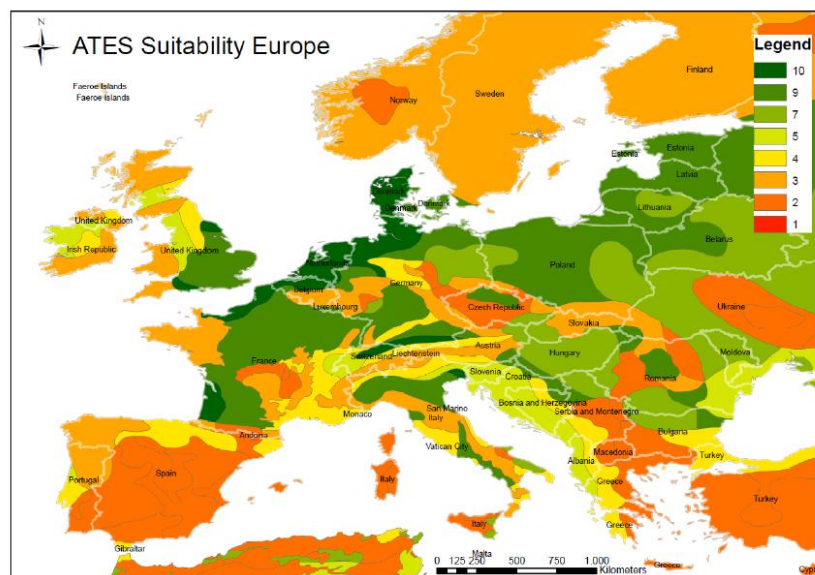 N
ATES Suitability Europe
Legend
10
9
7
5
4
3
2
1
Faeroe Islands
Faeroe Islands
Norway
Sweden
Finland
Estonia
Estonia
Latvia
Lithuania
Denmark
Denmark
Belarus
United Kingdom
United Kingdom
Irish Republic
Netherlands
Poland
Belgium
Germany
Luxembourg
Czech Republic
Ukraine
Slovakia
France
Switzerland
Liechtenstein
Austria
Hungary
Moldova
Slovenia
Croatia
Romania
Bosnia and Herzegovina
Serbia and Montenegro
San Marino
Italy
Monaco
Andorra
Vatican City
Bulgaria
Macedonia
Albania
Turkey
Portugal
Spain
Italy
Greece
Turkey
Italy
Greece
Gibraltar
Malta
Greece
0 125 250 500 750 1.000
Kilometers